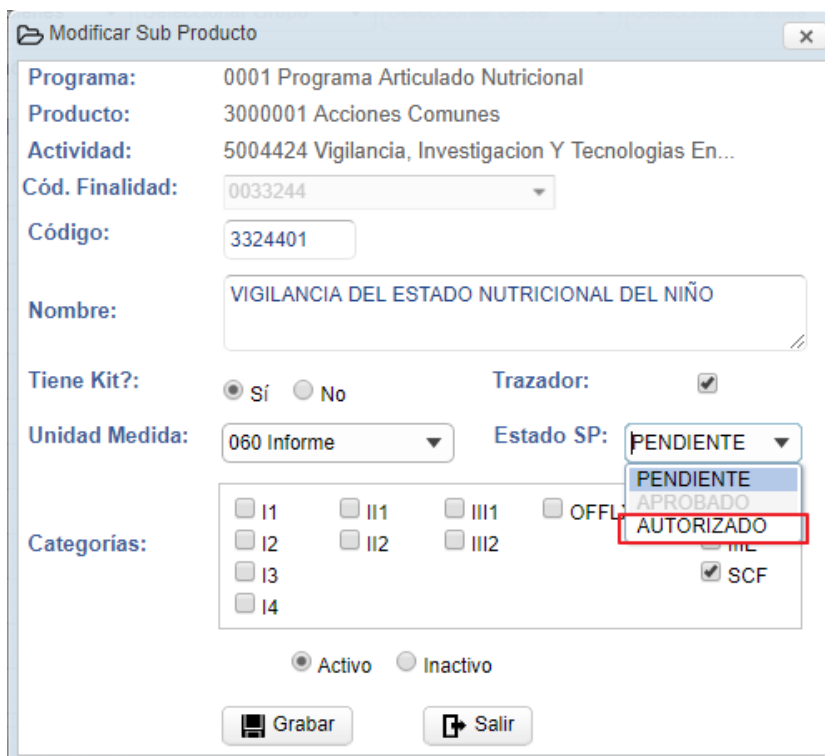 Modificar Sub Producto
Programa: 0001 Programa Articulado Nutricional
Producto: 3000001 Acciones Comunes
Actividad: 5004424 Vigilancia, Investigacion Y Tecnologias En...
Cód. Finalidad: 0033244
Código: 3324401
Nombre: VIGILANCIA DEL ESTADO NUTRICIONAL DEL NIÑO
Tiene Kit?: Sí No Trazador:
Unidad Medida: 060 Informe Estado SP: PENDIENTE
PENDIENTE
APROBADO
AUTORIZADO
Categorías:
I1 II1 III1
I2 II2 III2
I3 SCF
I4
Activo Inactivo
Grabar Salir